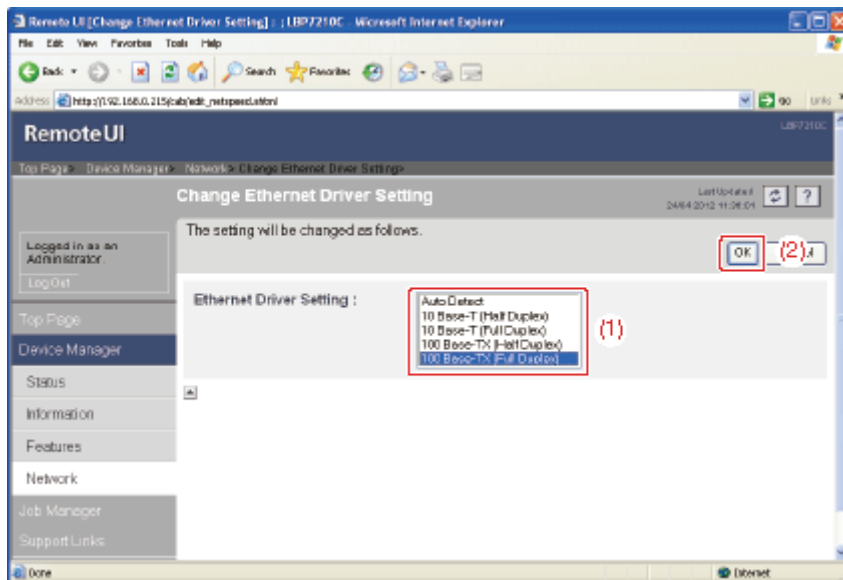 Remote UI [Change Ethernet Driver Setting] : ; LBP7210C - Microsoft Internet Explorer
File Edit View Favorites Tools Help
Back Search Favorites
Address http://192.168.0.215/cab/edit_netspeed.shtml Go Links
Remote UI
LBP7210C
Top Page> Device Manager> Network> Change Ethernet Driver Setting>
Change Ethernet Driver Setting
Last Updated :
24/04/2012 11:36:04
?
The setting will be changed as follows.
Logged in as an
Administrator.
Log Out
OK (2)
Ethernet Driver Setting :
Auto Detect
10 Base-T (Half Duplex)
10 Base-T (Full Duplex)
100 Base-TX (Half Duplex)
100 Base-TX (Full Duplex)
(1)
Top Page
Device Manager
Status
Information
Features
Network
Job Manager
Support Links
Done
Internet